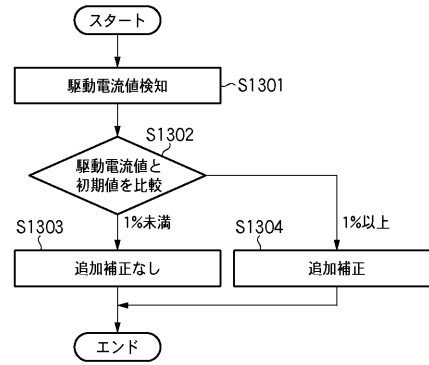 スタート
駆動電流値検知
S1301
S1302
駆動電流値と
初期値を比較
1%未満
1%以上
S1303
S1304
追加補正なし
追加補正
エンド